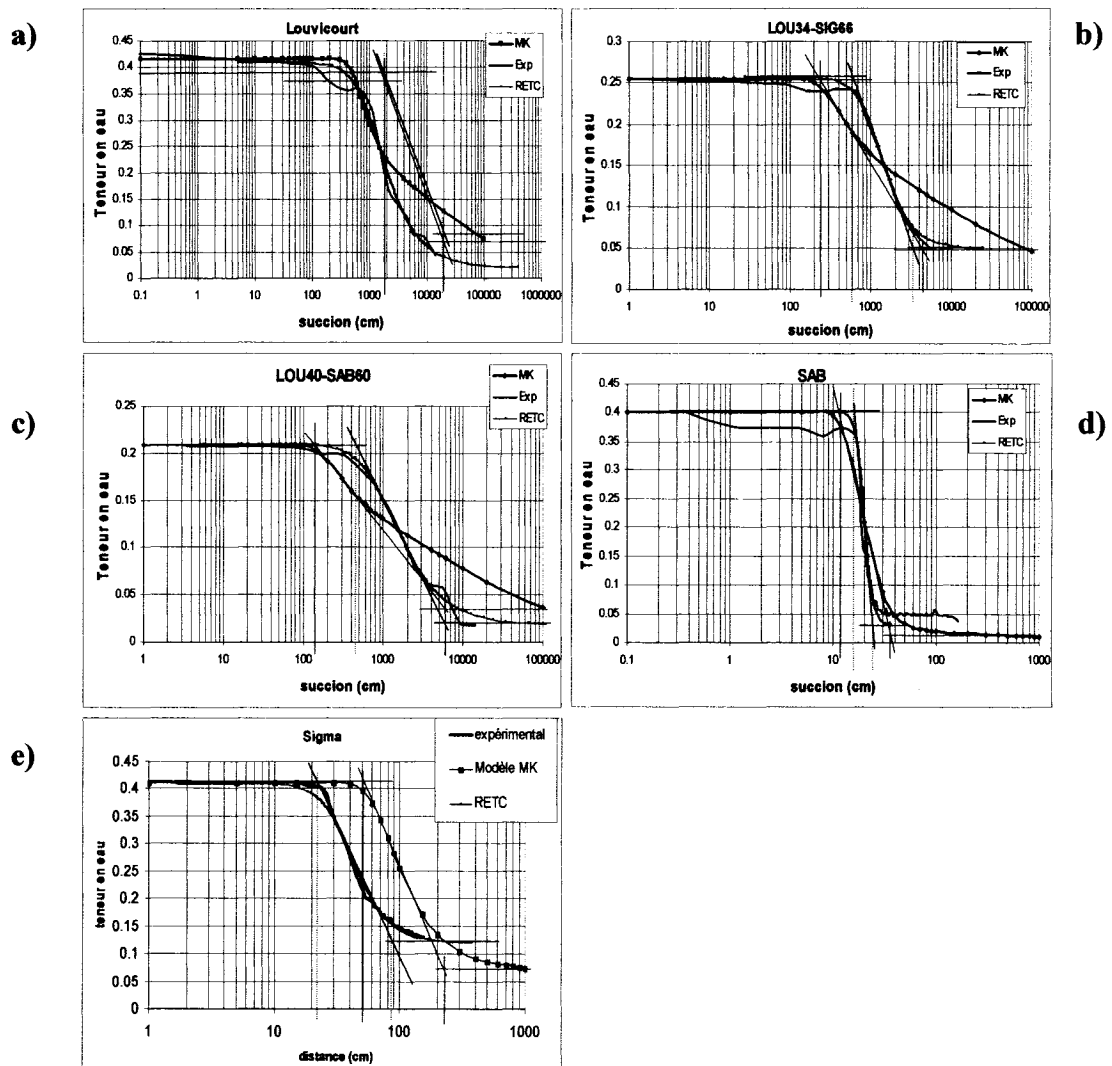 a)
Louvicourt
MK
Exp
RETC
Teneur en eau
0.45
0.4
0.35
0.3
0.25
0.2
0.15
0.1
0.05
0
0.1 1 10 100 1000 10000 100000 1000000
succion (cm)
b)
LOU34-SIG66
MK
Exp
RETC
Teneur en eau
0.3
0.25
0.2
0.15
0.1
0.05
0
1 10 100 1000 10000 100000
succion (cm)
c)
LOU40-SAB60
MK
Exp
RETC
Teneur en eau
0.25
0.2
0.15
0.1
0.05
0
1 10 100 1000 10000 100000
succion (cm)
d)
SAB
MK
Exp
RETC
Teneur en eau
0.45
0.4
0.35
0.3
0.25
0.2
0.15
0.1
0.05
0
0.1 1 10 100 1000
succion (cm)
e)
Sigma
expérimental
Modèle MK
RETC
teneur en eau
0.45
0.4
0.35
0.3
0.25
0.2
0.15
0.1
0.05
0
1 10 100 1000
distance (cm)